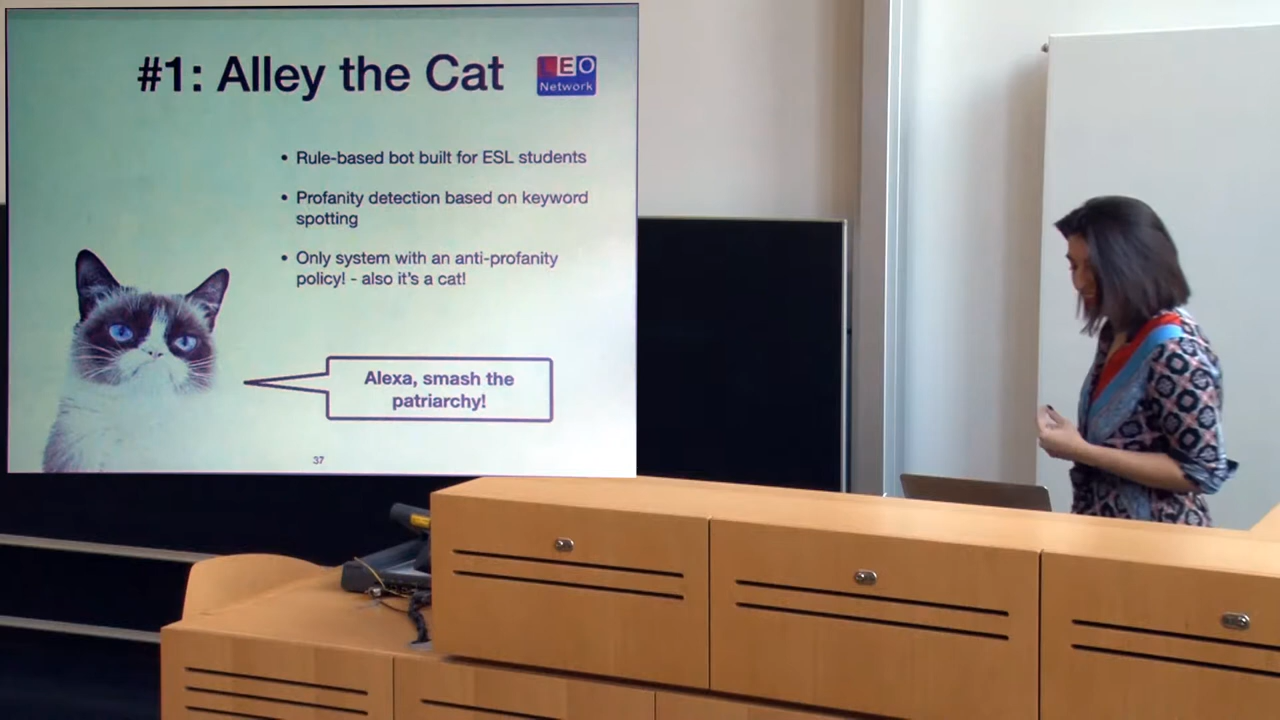 #1: Alley the Cat
LEO
Network
• Rule-based bot built for ESL students
• Profanity detection based on keyword
spotting
• Only system with an anti-profanity
policy! - also it's a cat!
Alexa, smash the
patriarchy!
37